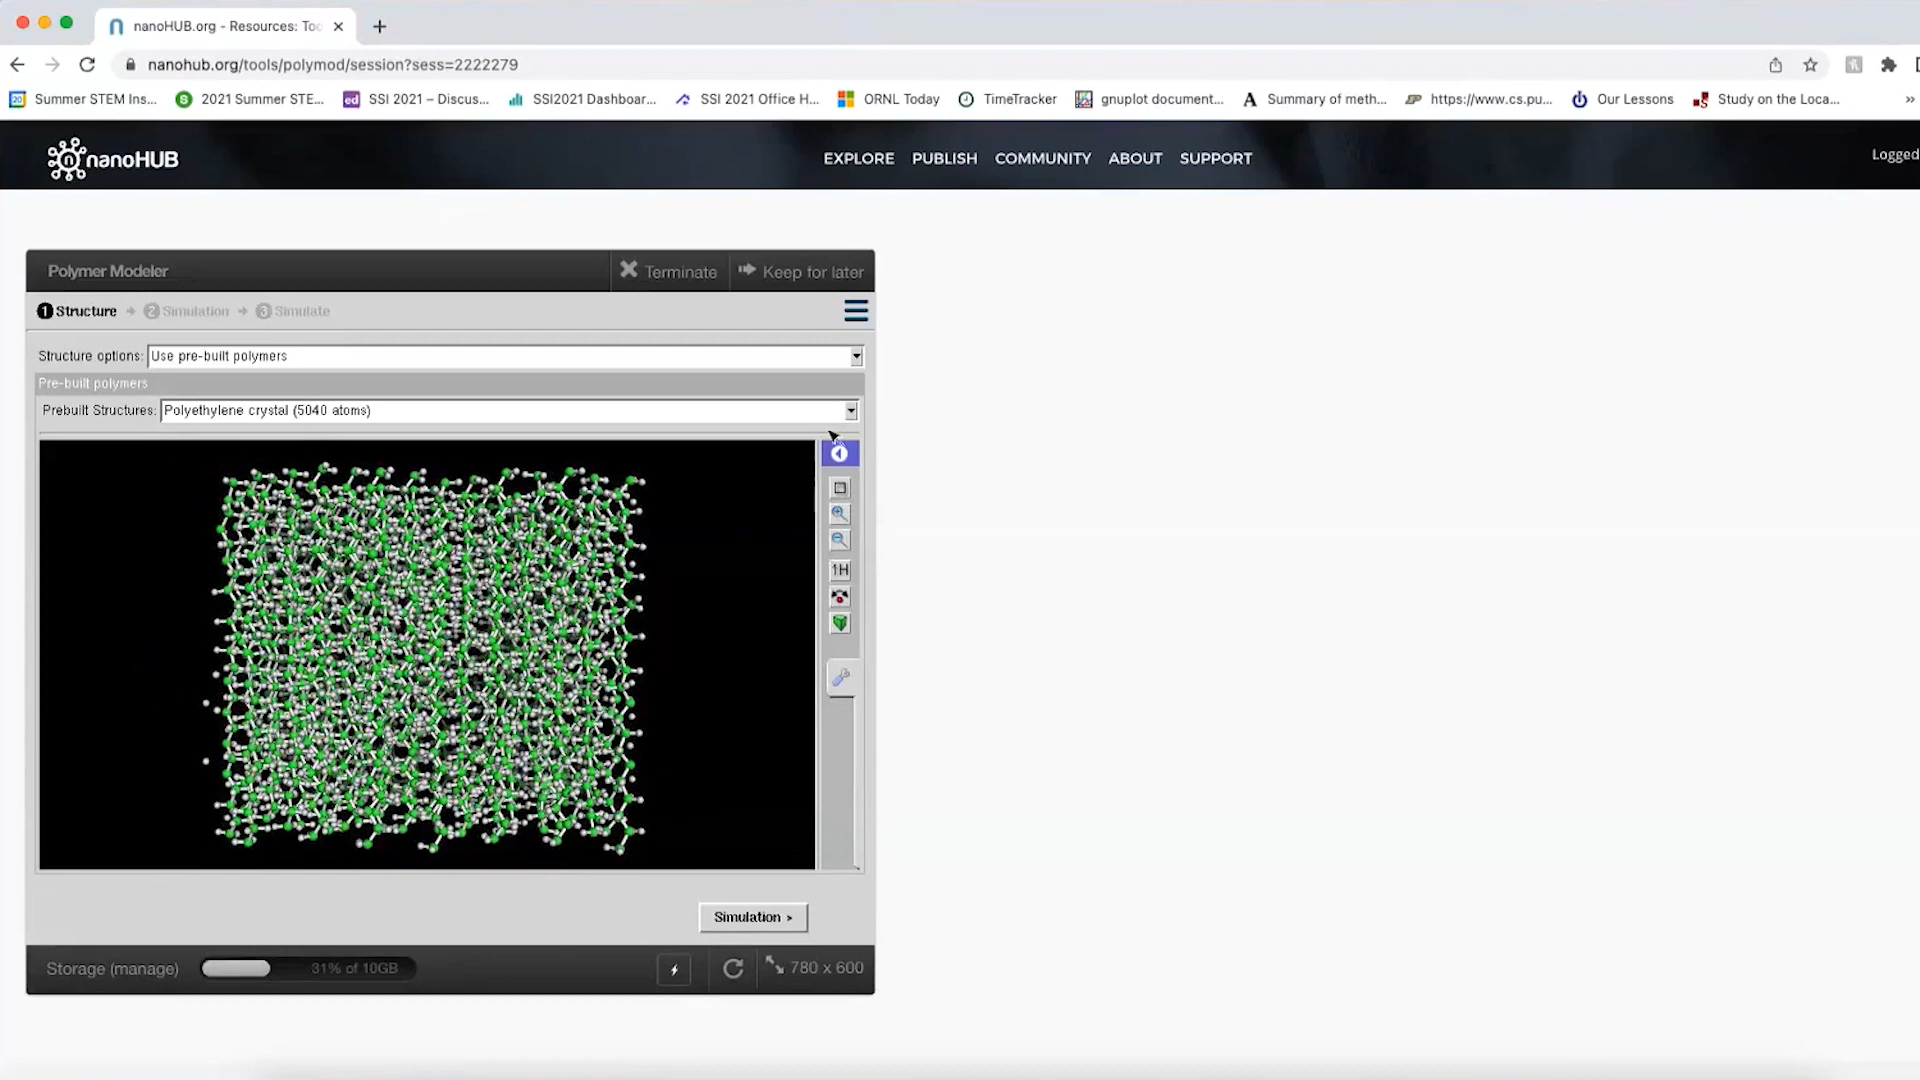 nanoHUB.org - Resources: Too
nanohub.org/tools/polymod/session?sess=2222279
Summer STEM Ins... 2021 Summer STE... SSI 2021 – Discus... SSI2021 Dashboar... SSI 2021 Office H... ORNL Today TimeTracker gnuplot document... Summary of meth... https://www.cs.pu... Our Lessons Study on the Loca... »
nanoHUB EXPLORE PUBLISH COMMUNITY ABOUT SUPPORT Logged
Polymer Modeler Terminate Keep for later
1 Structure 2 Simulation 3 Simulate
Structure options: Use pre-built polymers
Pre-built polymers
Prebuilt Structures: Polyethylene crystal (5040 atoms)
1H
Simulation >
Storage (manage) 31% of 10GB 780 x 600